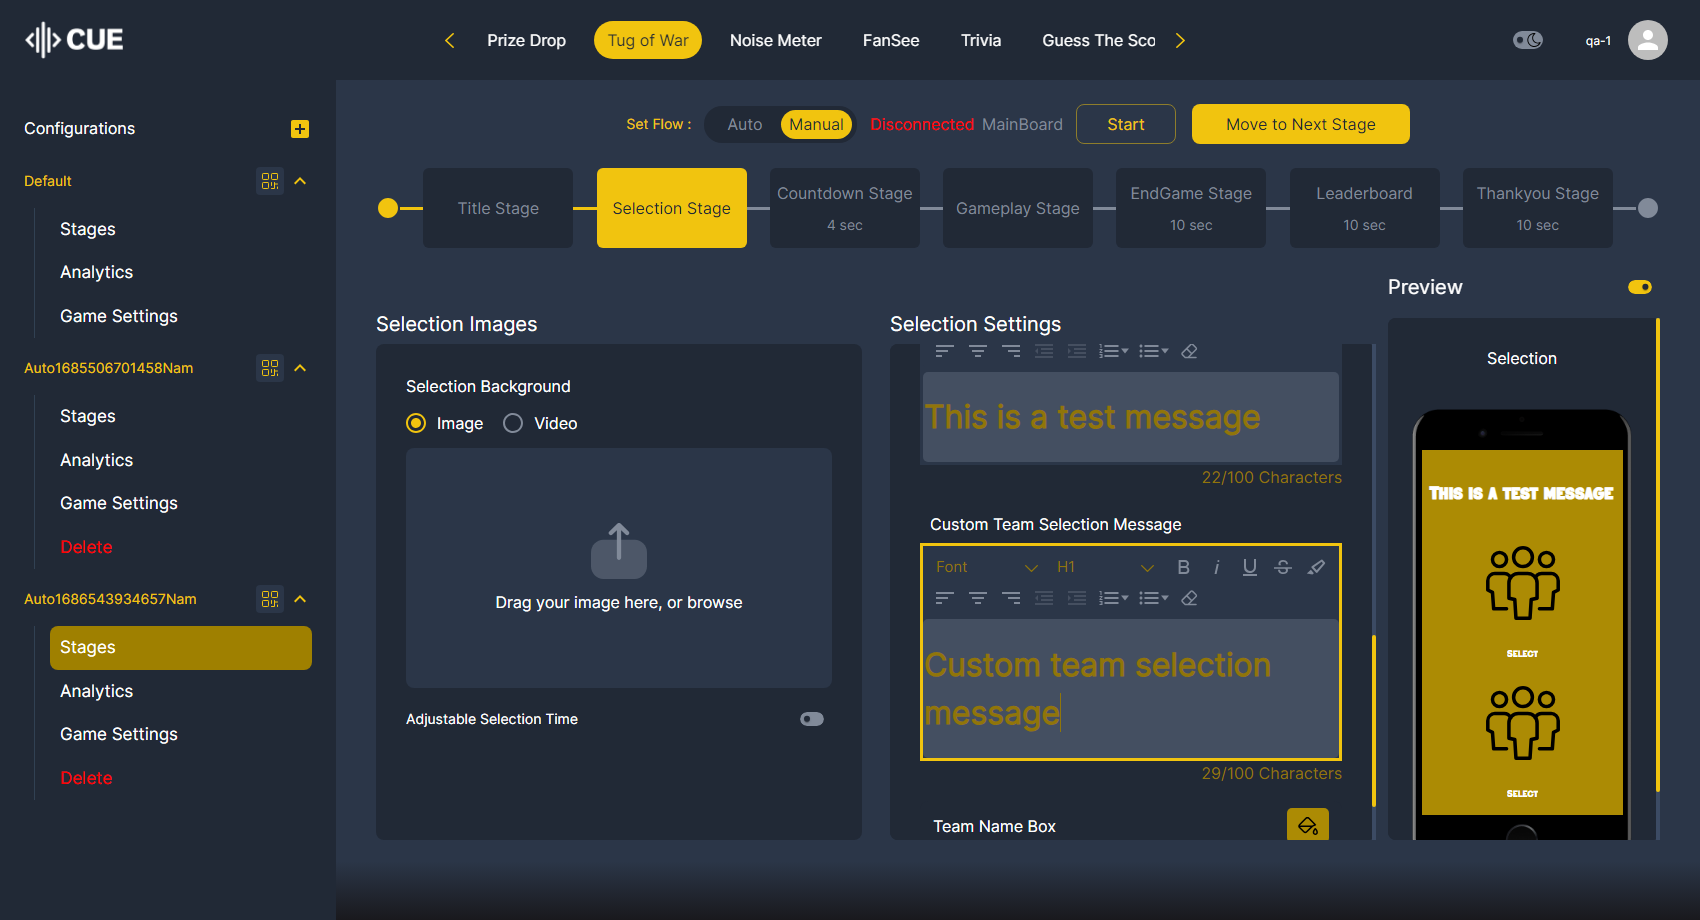 CUE
Prize Drop
Tug of War
Noise Meter
FanSee
Trivia
Guess The Sco
qa-1
Configurations
Default
Stages
Analytics
Game Settings
Auto1685506701458Nam
Stages
Analytics
Game Settings
Delete
Auto1686543934657Nam
Stages
Analytics
Game Settings
Delete
Set Flow :
Auto
Manual
Disconnected MainBoard
Start
Move to Next Stage
Title Stage
Selection Stage
Countdown Stage
4 sec
Gameplay Stage
EndGame Stage
10 sec
Leaderboard
10 sec
Thankyou Stage
10 sec
Selection Images
Selection Background
Image
Video
Drag your image here, or browse
Adjustable Selection Time
Selection Settings
This is a test message
22/100 Characters
Custom Team Selection Message
Font
H1
B i U S
Custom team selection
message
29/100 Characters
Team Name Box
Preview
Selection
This is a test message
SELECT
SELECT